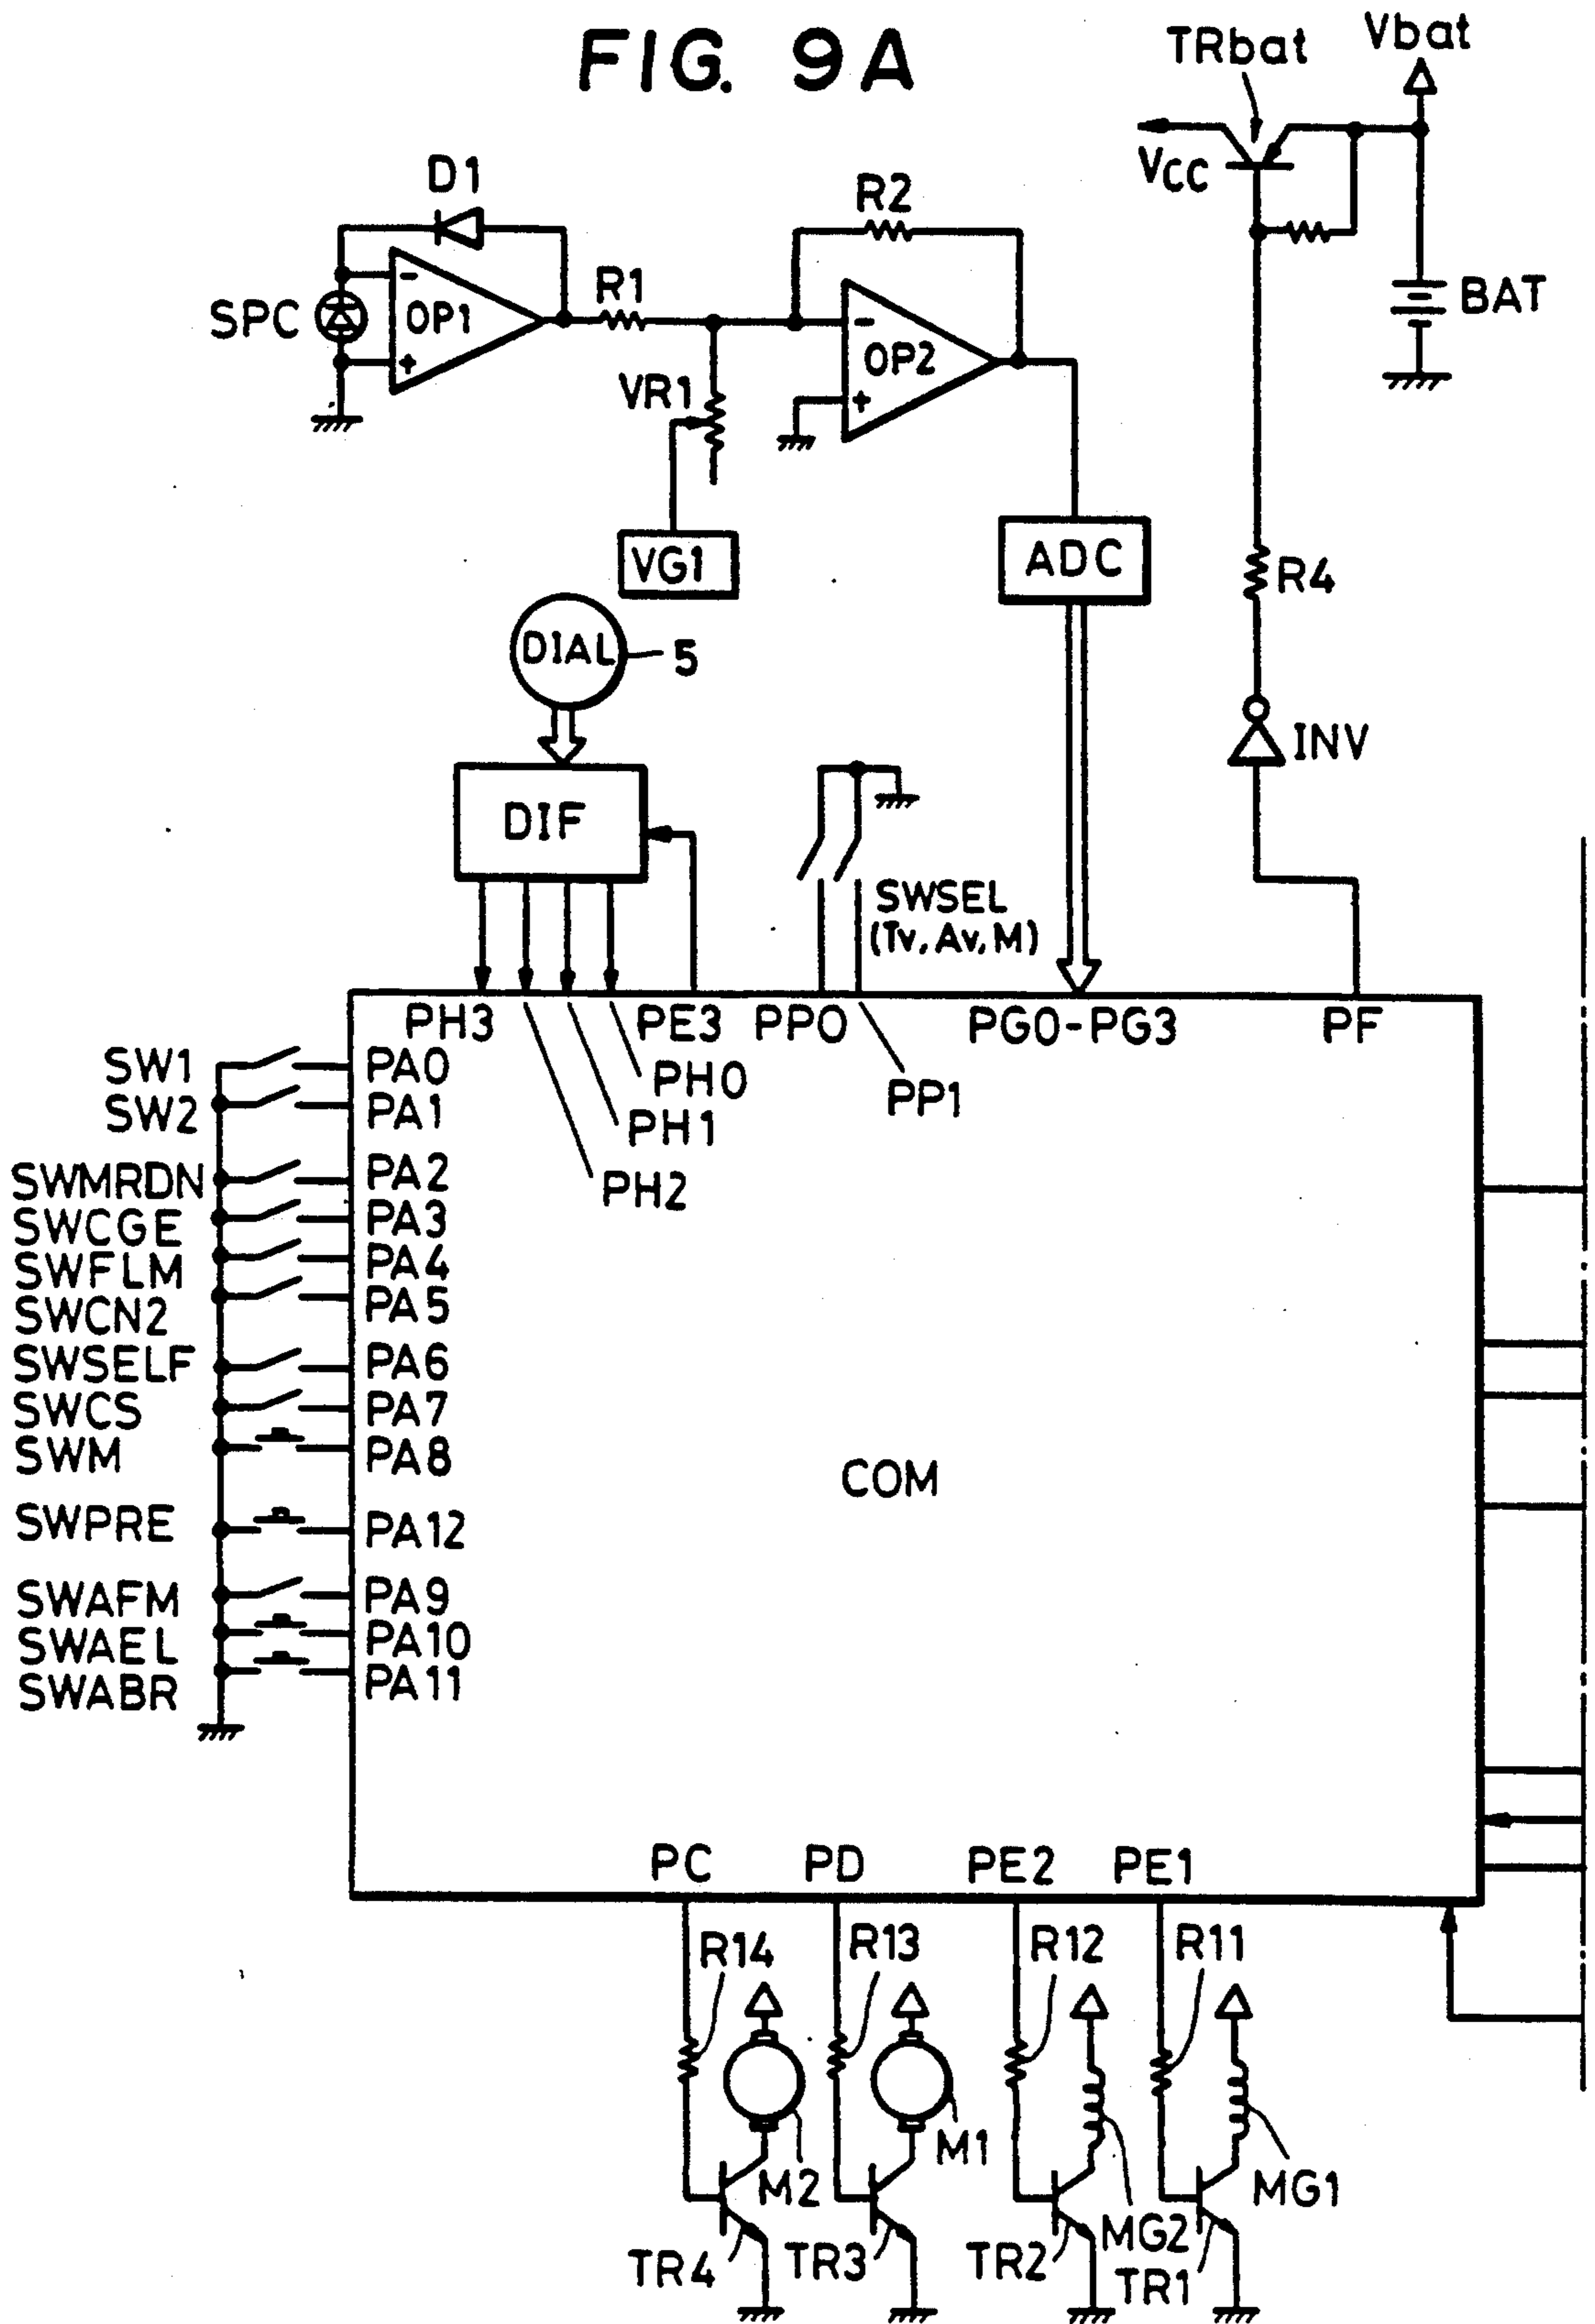 FIG. 9A
TRbat
Vbat
VCC
D1
R2
SPC
-
OP1
+
R1
-
OP2
+
BAT
VR1
VG1
ADC
R4
DIAL
5
INV
DIF
SWSEL
(Tv, Av, M)
PH3
PE3
PP0
PG0-PG3
PF
PH0
PP1
PH1
PH2
SW1
PA0
SW2
PA1
SWMRDN
PA2
SWCGE
PA3
SWFLM
PA4
SWCN2
PA5
SWSELF
PA6
SWCS
PA7
SWM
PA8
COM
SWPRE
PA12
SWAFM
PA9
SWAEL
PA10
SWABR
PA11
PC
PD
PE2
PE1
R14
R13
R12
R11
M2
M1
MG2
MG1
TR4
TR3
TR2
TR1